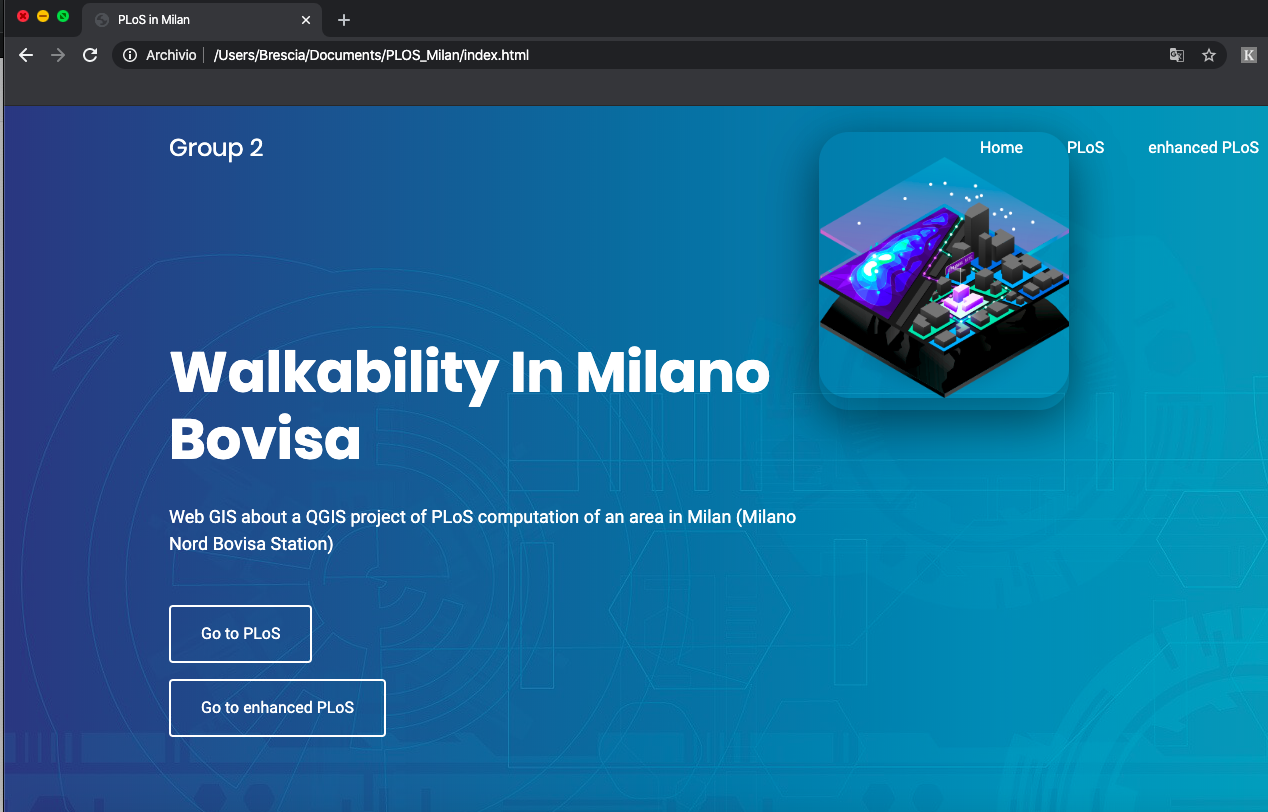 PLoS in Milan
Archivio /Users/Brescia/Documents/PLOS_Milan/index.html
K
Group 2
Home PLoS enhanced PLoS
Walkability In Milano
Bovisa
Web GIS about a QGIS project of PLoS computation of an area in Milan (Milano
Nord Bovisa Station)
Go to PLoS
Go to enhanced PLoS